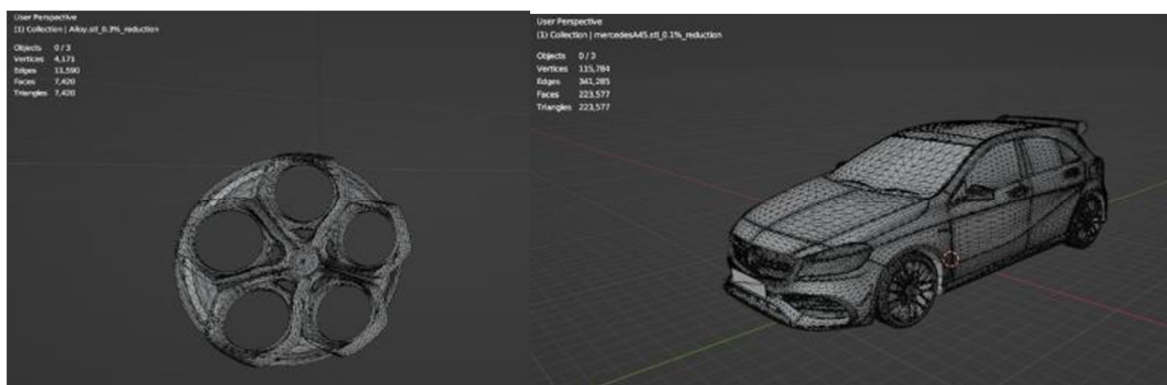 User Perspective
(1) Collection | Alloy.stl_0.3%_reduction
Objects 0/3
Vertices 4,171
Edges 11,590
Faces 7,420
Triangles 7,420
User Perspective
(1) Collection | mercedesA45.stl_0.1%_reduction
Objects 0/3
Vertices 115,784
Edges 341,285
Faces 223,577
Triangles 223,577